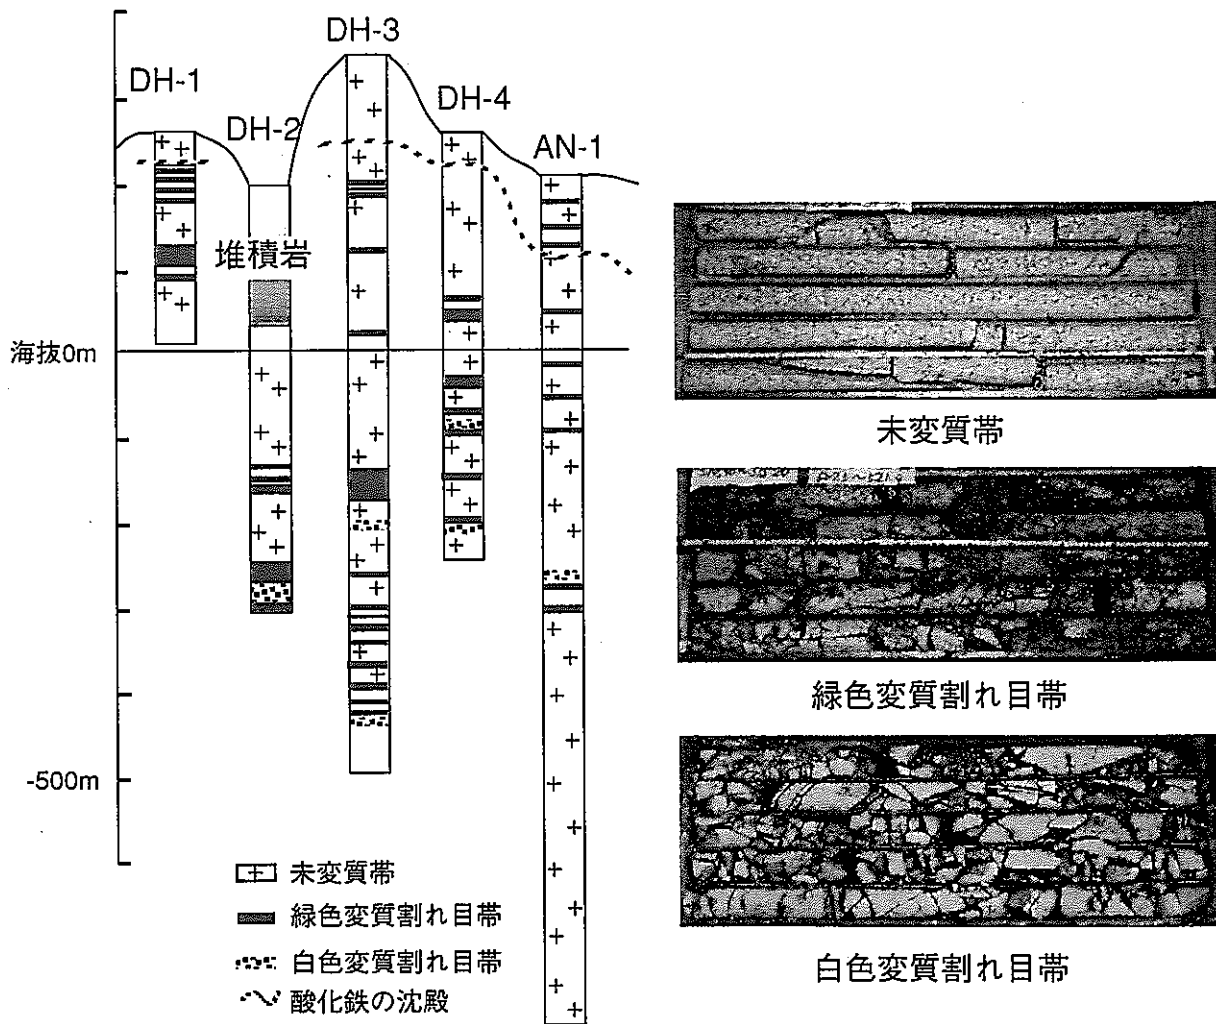 DH-3
DH-1
DH-4
DH-2
AN-1
堆積岩
海抜0m
-500m
未変質帯
緑色変質割れ目帯
白色変質割れ目帯
酸化鉄の沈殿
未変質帯
緑色変質割れ目帯
白色変質割れ目帯